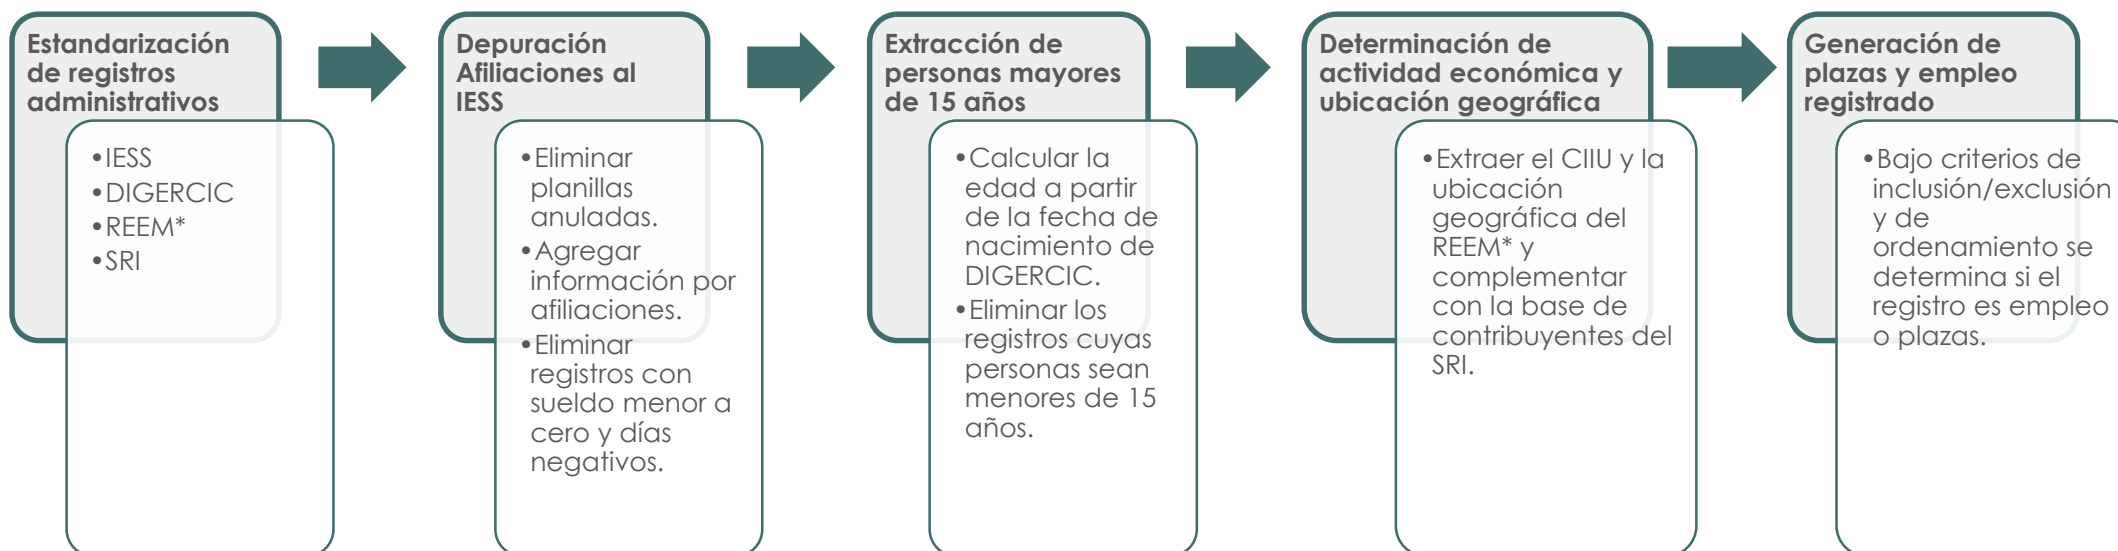 Estandarización
de registros
administrativos
•IESS
•DIGERCIC
•REEM*
•SRI
Depuración
Afiliaciones al
IESS
•Eliminar
planillas
anuladas.
•Agregar
información por
afiliaciones.
•Eliminar
registros con
sueldo menor a
cero y días
negativos.
Extracción de
personas mayores
de 15 años
•Calcular la
edad a partir
de la fecha de
nacimiento de
DIGERCIC.
•Eliminar los
registros cuyas
personas sean
menores de 15
años.
Determinación de
actividad económica y
ubicación geográfica
•Extraer el CIIU y la
ubicación
geográfica del
REEM* y
complementar
con la base de
contribuyentes del
SRI.
Generación de
plazas y empleo
registrado
•Bajo criterios de
inclusión/exclusión
y de
ordenamiento se
determina si el
registro es empleo
o plazas.